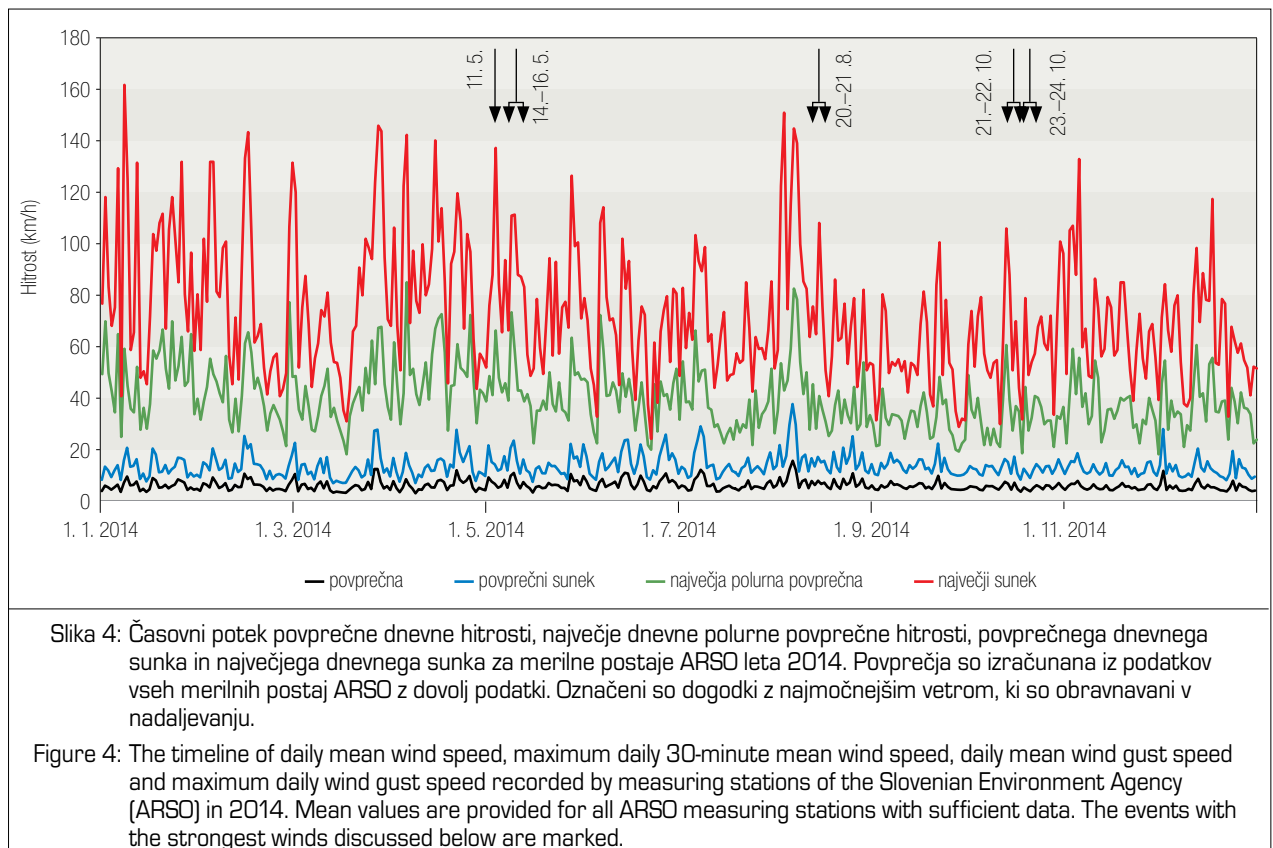 180
160
140
120
100
80
60
40
20
0
Hitrost (km/h)
11. 5.
14.–16. 5.
20.–21 .8.
21.–22. 10.
23.–24. 10.
1. 1. 2014
1. 3. 2014
1. 5. 2014
1. 7. 2014
1. 9. 2014
1. 11. 2014
povprečna
povprečni sunek
največja polurna povprečna
največji sunek
Slika 4: Časovni potek povprečne dnevne hitrosti, največje dnevne polurne povprečne hitrosti, povprečnega dnevnega
sunka in največjega dnevnega sunka za merilne postaje ARSO leta 2014. Povprečja so izračunana iz podatkov
vseh merilnih postaj ARSO z dovolj podatki. Označeni so dogodki z najmočnejšim vetrom, ki so obravnavani v
nadaljevanju.
Figure 4: The timeline of daily mean wind speed, maximum daily 30-minute mean wind speed, daily mean wind gust speed
and maximum daily wind gust speed recorded by measuring stations of the Slovenian Environment Agency
(ARSO) in 2014. Mean values are provided for all ARSO measuring stations with sufficient data. The events with
the strongest winds discussed below are marked.